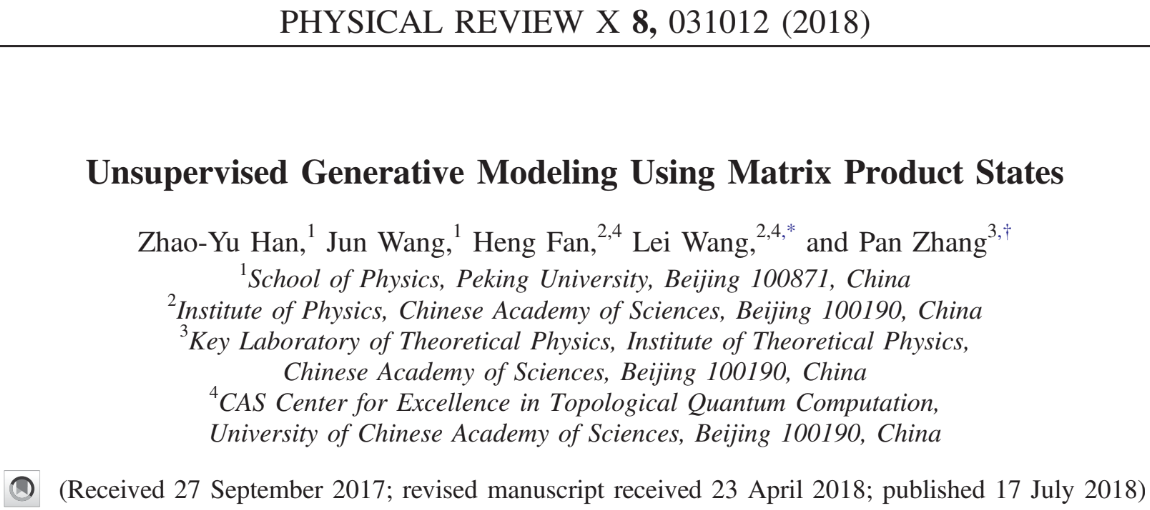 PHYSICAL REVIEW X 8, 031012 (2018)
Unsupervised Generative Modeling Using Matrix Product States
Zhao-Yu Han,1 Jun Wang,1 Heng Fan,2,4 Lei Wang,2,4,* and Pan Zhang3,†
1School of Physics, Peking University, Beijing 100871, China
2Institute of Physics, Chinese Academy of Sciences, Beijing 100190, China
3Key Laboratory of Theoretical Physics, Institute of Theoretical Physics,
Chinese Academy of Sciences, Beijing 100190, China
4CAS Center for Excellence in Topological Quantum Computation,
University of Chinese Academy of Sciences, Beijing 100190, China
(Received 27 September 2017; revised manuscript received 23 April 2018; published 17 July 2018)